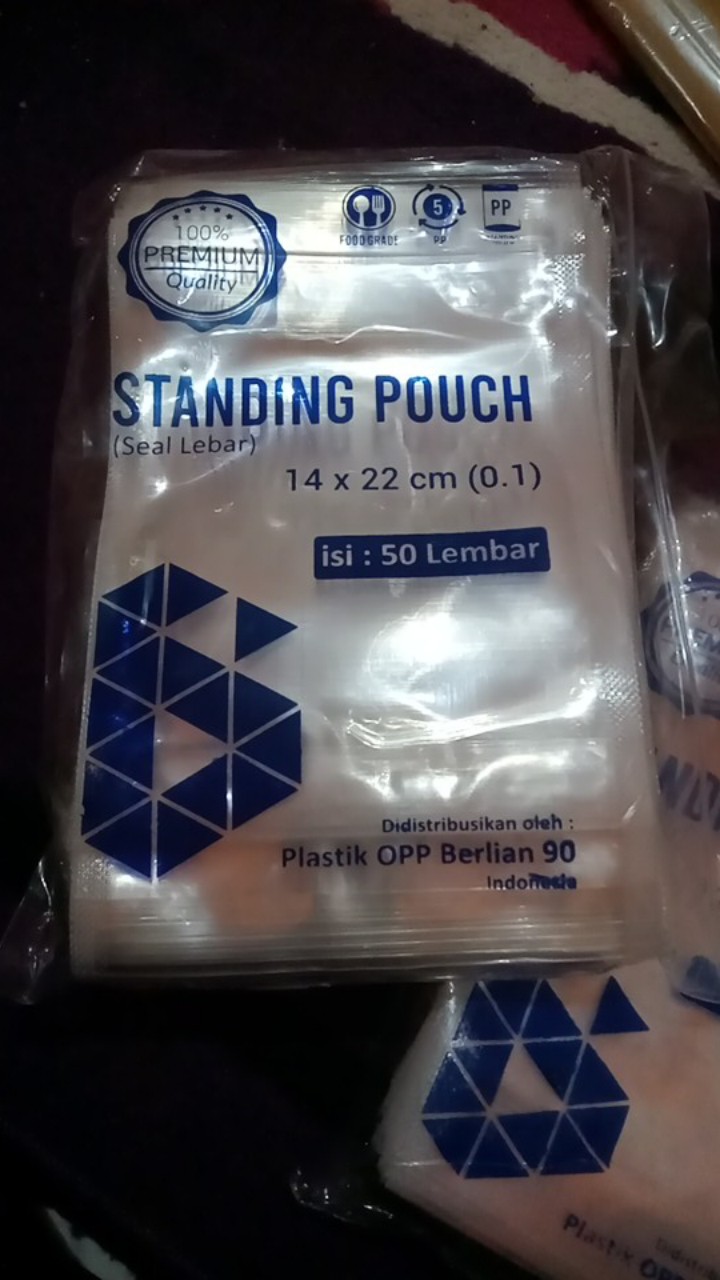 100%
PREMIUM
Quality
FOOD GRADE
5
PP
PP
STANDING POUCH
(Seal Lebar)
14 x 22 cm (0.1)
isi : 50 Lembar
Didistribusikan oleh :
Plastik OPP Berlian 90
Indonesia
Plastik